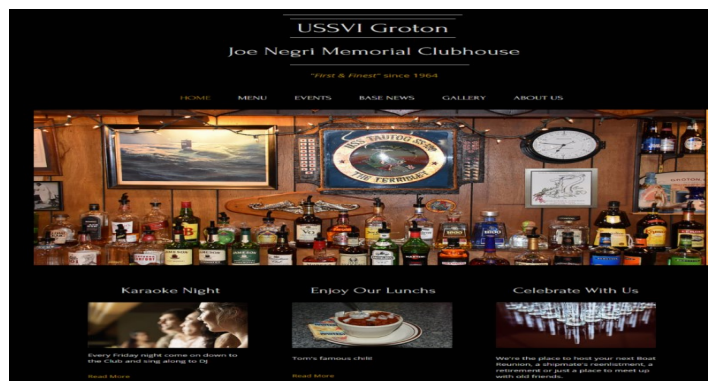 USSVI Groton
Joe Negri Memorial Clubhouse
"First & Finest" since 1964
HOME MENU EVENTS BASE NEWS GALLERY ABOUT US
USS TAUTOG
THE TERRIBLE T
Karaoke Night
Every Friday night come on down to
the Club and sing along to DJ
Read More
Enjoy Our Lunchs
Tom's famous chili!
Read More
Celebrate With Us
We're the place to host your next Boat
Reunion, a shipmate's reenlistment, a
retirement or just a place to meet up
with old friends.